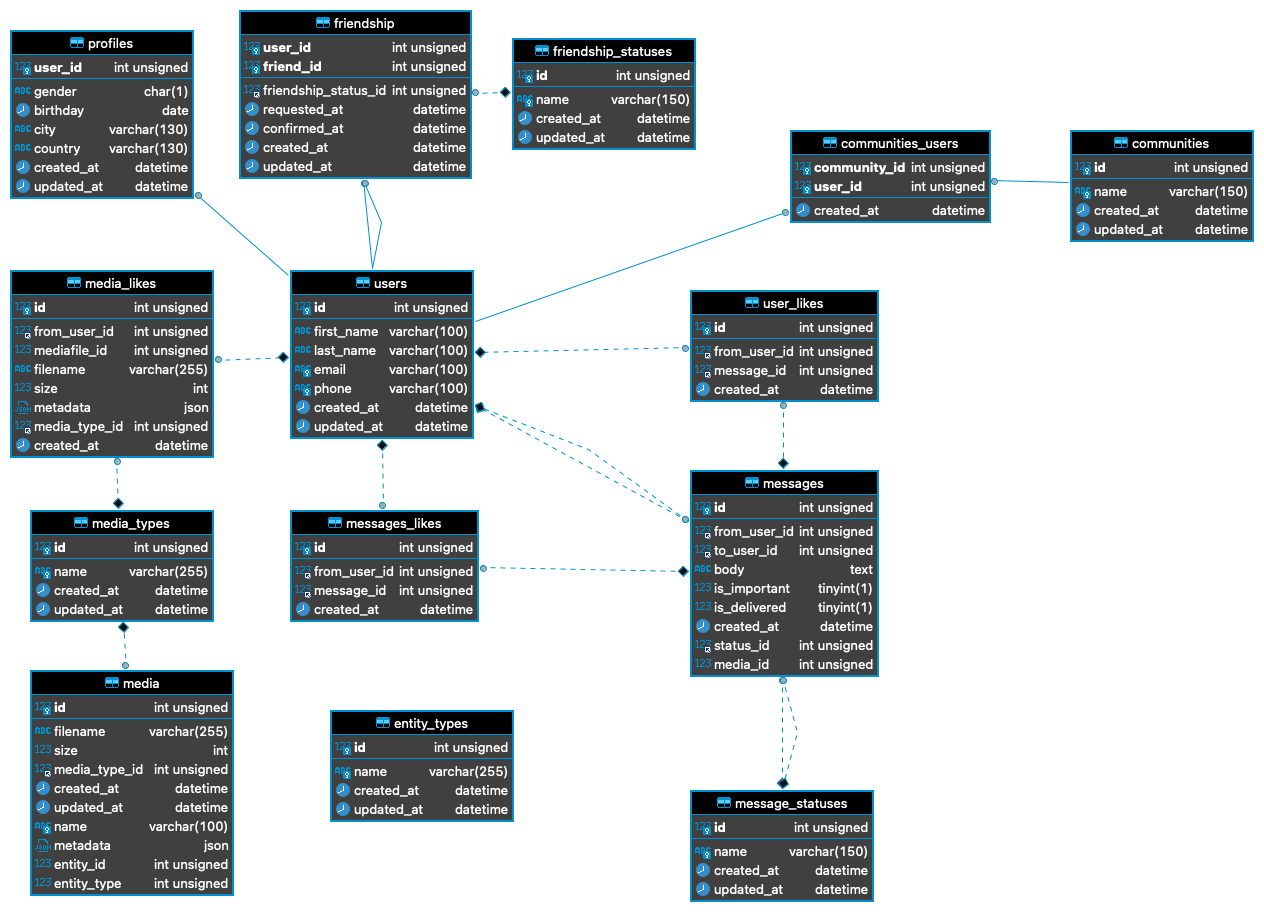 profiles
user_id int unsigned
gender char(1)
birthday date
city varchar(130)
country varchar(130)
created_at datetime
updated_at datetime
friendship
user_id int unsigned
friend_id int unsigned
friendship_status_id int unsigned
requested_at datetime
confirmed_at datetime
created_at datetime
updated_at datetime
friendship_statuses
id int unsigned
name varchar(150)
created_at datetime
updated_at datetime
communities_users
community_id int unsigned
user_id int unsigned
created_at datetime
communities
id int unsigned
name varchar(150)
created_at datetime
updated_at datetime
media_likes
id int unsigned
from_user_id int unsigned
mediafile_id int unsigned
filename varchar(255)
size int
metadata json
media_type_id int unsigned
created_at datetime
users
id int unsigned
first_name varchar(100)
last_name varchar(100)
email varchar(100)
phone varchar(100)
created_at datetime
updated_at datetime
user_likes
id int unsigned
from_user_id int unsigned
message_id int unsigned
created_at datetime
media_types
id int unsigned
name varchar(255)
created_at datetime
updated_at datetime
messages_likes
id int unsigned
from_user_id int unsigned
message_id int unsigned
created_at datetime
messages
id int unsigned
from_user_id int unsigned
to_user_id int unsigned
body text
is_important tinyint(1)
is_delivered tinyint(1)
created_at datetime
status_id int unsigned
media_id int unsigned
media
id int unsigned
filename varchar(255)
size int
media_type_id int unsigned
created_at datetime
updated_at datetime
name varchar(100)
metadata json
entity_id int unsigned
entity_type int unsigned
entity_types
id int unsigned
name varchar(255)
created_at datetime
updated_at datetime
message_statuses
id int unsigned
name varchar(150)
created_at datetime
updated_at datetime